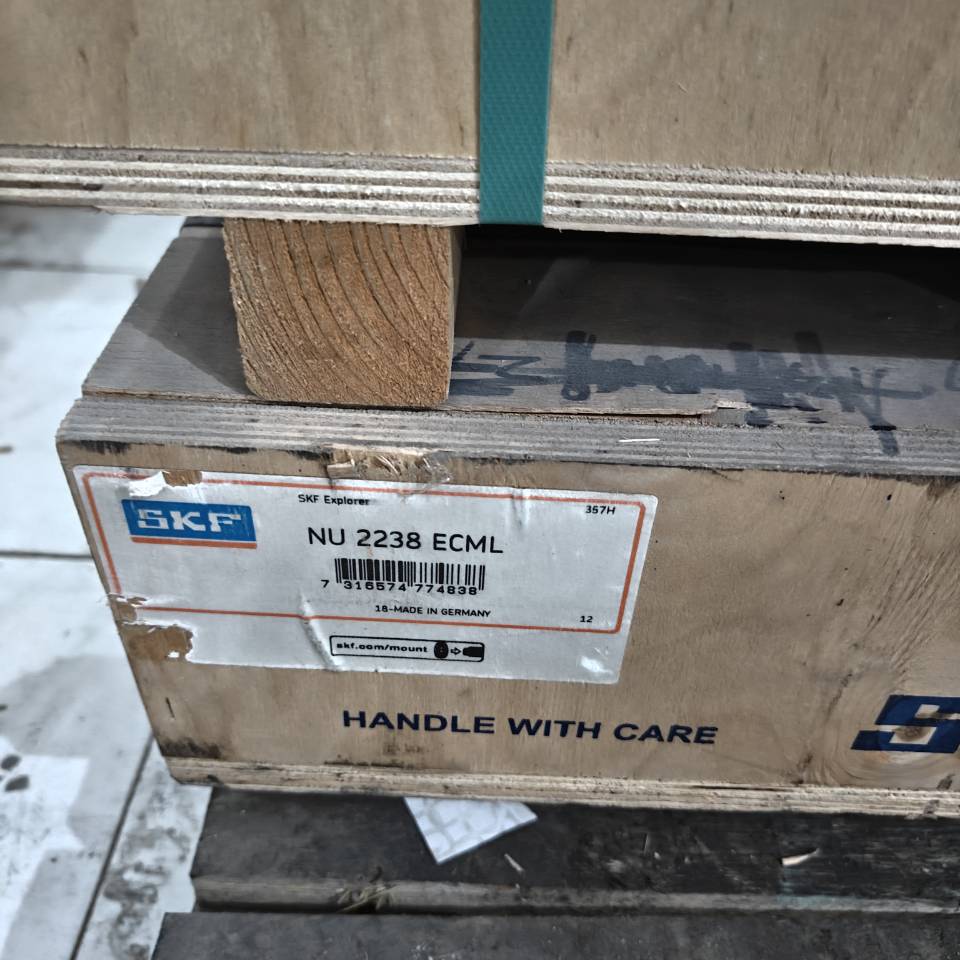 SKF
SKF Explorer
357H
NU 2238 ECML
7 316574 774838
18-MADE IN GERMANY
12
skf.com/mount
HANDLE WITH CARE